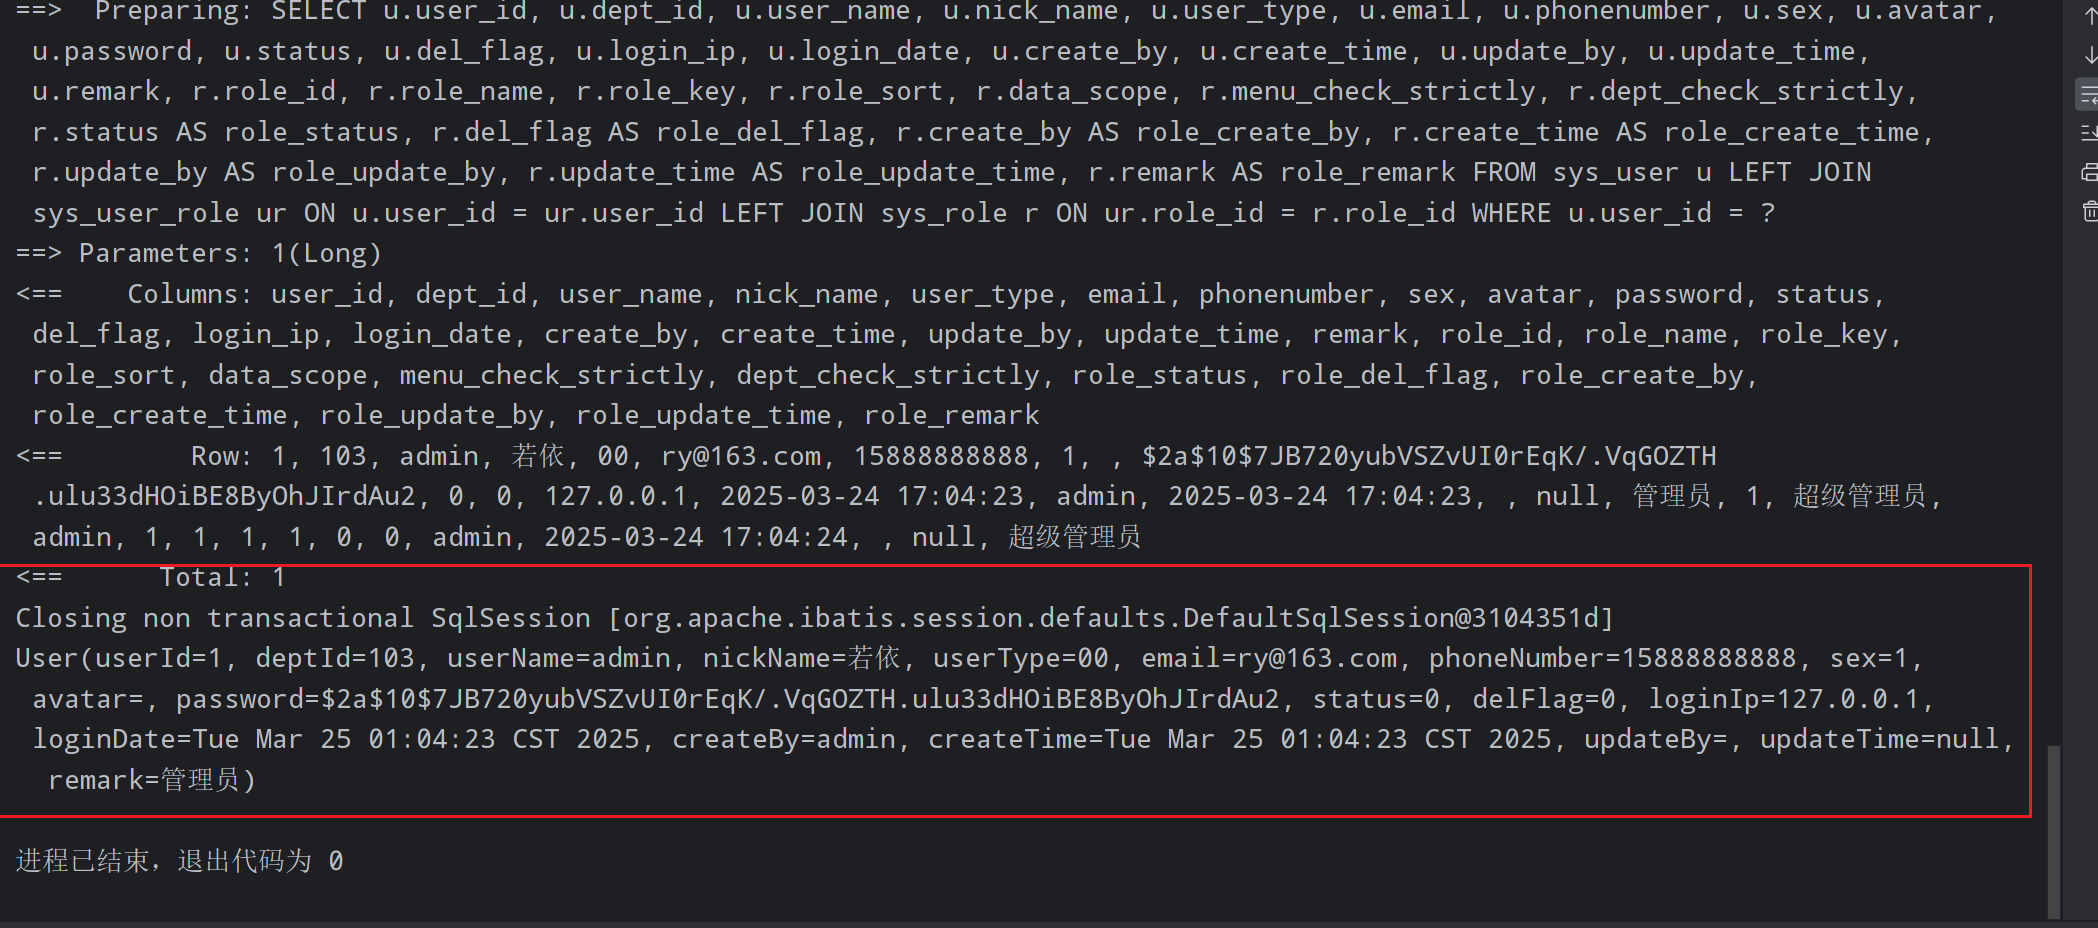 ==>  Preparing: SELECT u.user_id, u.dept_id, u.user_name, u.nick_name, u.user_type, u.email, u.phonenumber, u.sex, u.avatar,
u.password, u.status, u.del_flag, u.login_ip, u.login_date, u.create_by, u.create_time, u.update_by, u.update_time,
u.remark, r.role_id, r.role_name, r.role_key, r.role_sort, r.data_scope, r.menu_check_strictly, r.dept_check_strictly,
r.status AS role_status, r.del_flag AS role_del_flag, r.create_by AS role_create_by, r.create_time AS role_create_time,
r.update_by AS role_update_by, r.update_time AS role_update_time, r.remark AS role_remark FROM sys_user u LEFT JOIN
sys_user_role ur ON u.user_id = ur.user_id LEFT JOIN sys_role r ON ur.role_id = r.role_id WHERE u.user_id = ?
==> Parameters: 1(Long)
<==    Columns: user_id, dept_id, user_name, nick_name, user_type, email, phonenumber, sex, avatar, password, status,
del_flag, login_ip, login_date, create_by, create_time, update_by, update_time, remark, role_id, role_name, role_key,
role_sort, data_scope, menu_check_strictly, dept_check_strictly, role_status, role_del_flag, role_create_by,
role_create_time, role_update_by, role_update_time, role_remark
<==        Row: 1, 103, admin, 若依, 00, ry@163.com, 15888888888, 1, , $2a$10$7JB720yubVSZvUI0rEqK/.VqGOZTH
.ulu33dHOiBE8ByOhJIrdAu2, 0, 0, 127.0.0.1, 2025-03-24 17:04:23, admin, 2025-03-24 17:04:23, , null, 管理员, 1, 超级管理员,
admin, 1, 1, 1, 1, 0, 0, admin, 2025-03-24 17:04:24, , null, 超级管理员
<==      Total: 1
Closing non transactional SqlSession [org.apache.ibatis.session.defaults.DefaultSqlSession@3104351d]
User(userId=1, deptId=103, userName=admin, nickName=若依, userType=00, email=ry@163.com, phoneNumber=15888888888, sex=1,
avatar=, password=$2a$10$7JB720yubVSZvUI0rEqK/.VqGOZTH.ulu33dHOiBE8ByOhJIrdAu2, status=0, delFlag=0, loginIp=127.0.0.1,
loginDate=Tue Mar 25 01:04:23 CST 2025, createBy=admin, createTime=Tue Mar 25 01:04:23 CST 2025, updateBy=, updateTime=null,
remark=管理员)
进程已结束，退出代码为 0